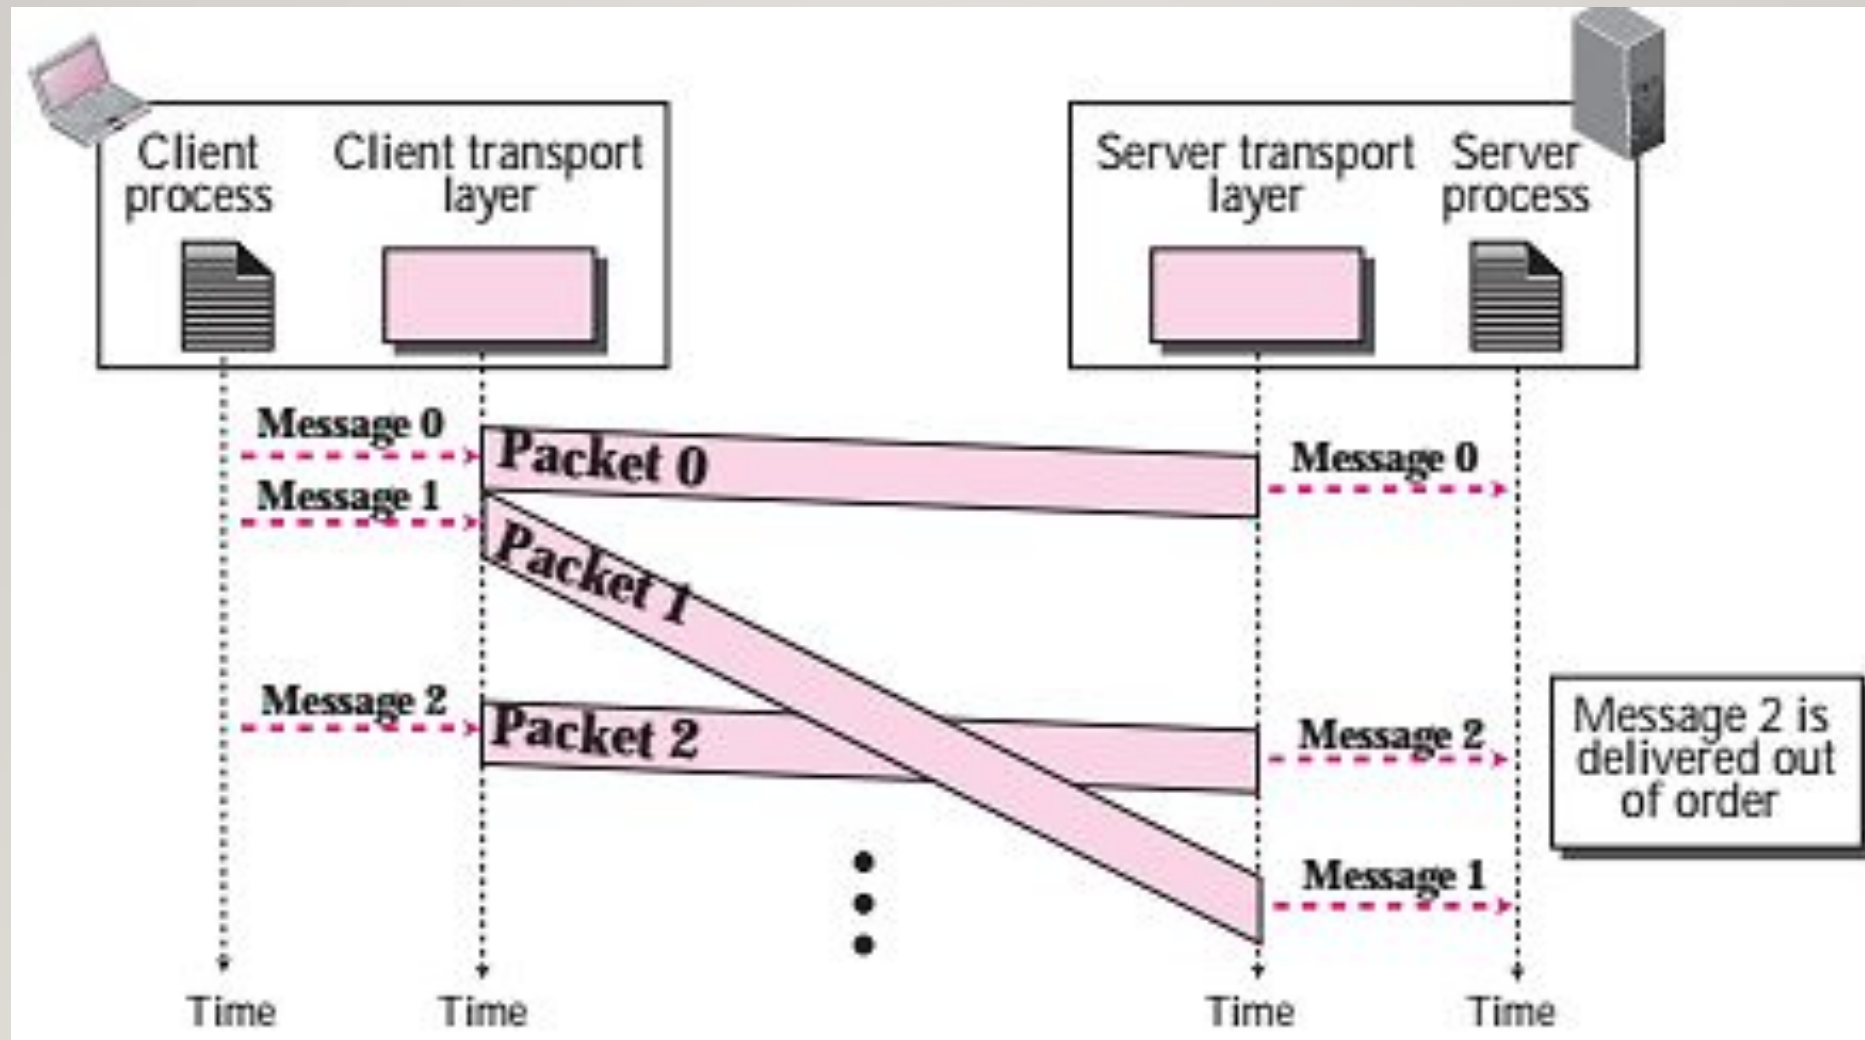 Client
process
Client transport
layer
Server transport
layer
Server
process
Message 0
Packet 0
Message 0
Message 1
Packet 1
Message 2
Packet 2
Message 2
Message 2 is
delivered out
of order
Message 1
Time
Time
Time
Time